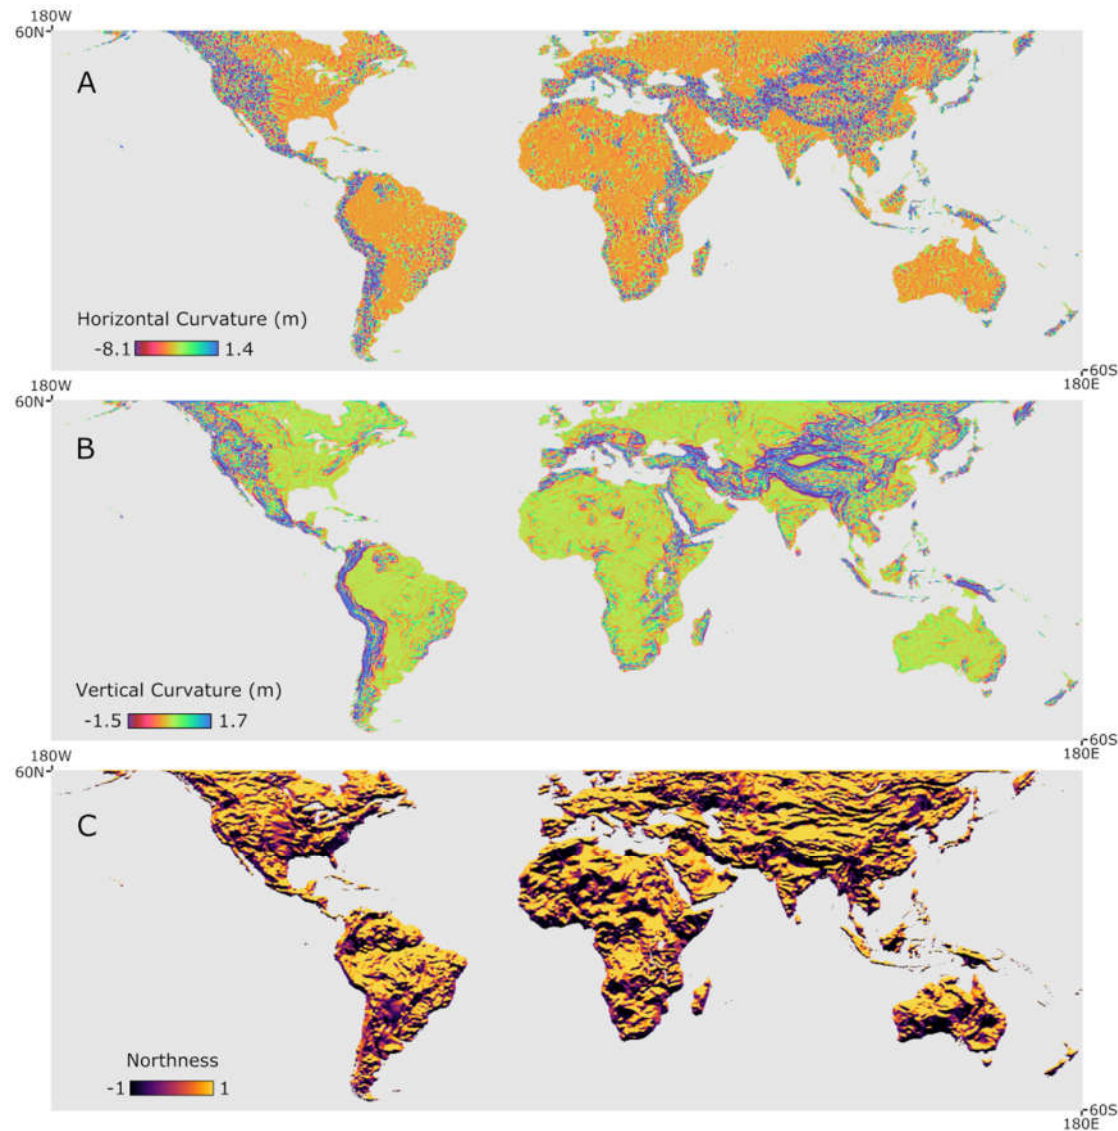 180W
60N
A
Horizontal Curvature (m)
-8.1 1.4
60S
180E
180W
60N
B
Vertical Curvature (m)
-1.5 1.7
60S
180E
180W
60N
C
Northness
-1 1
60S
180E